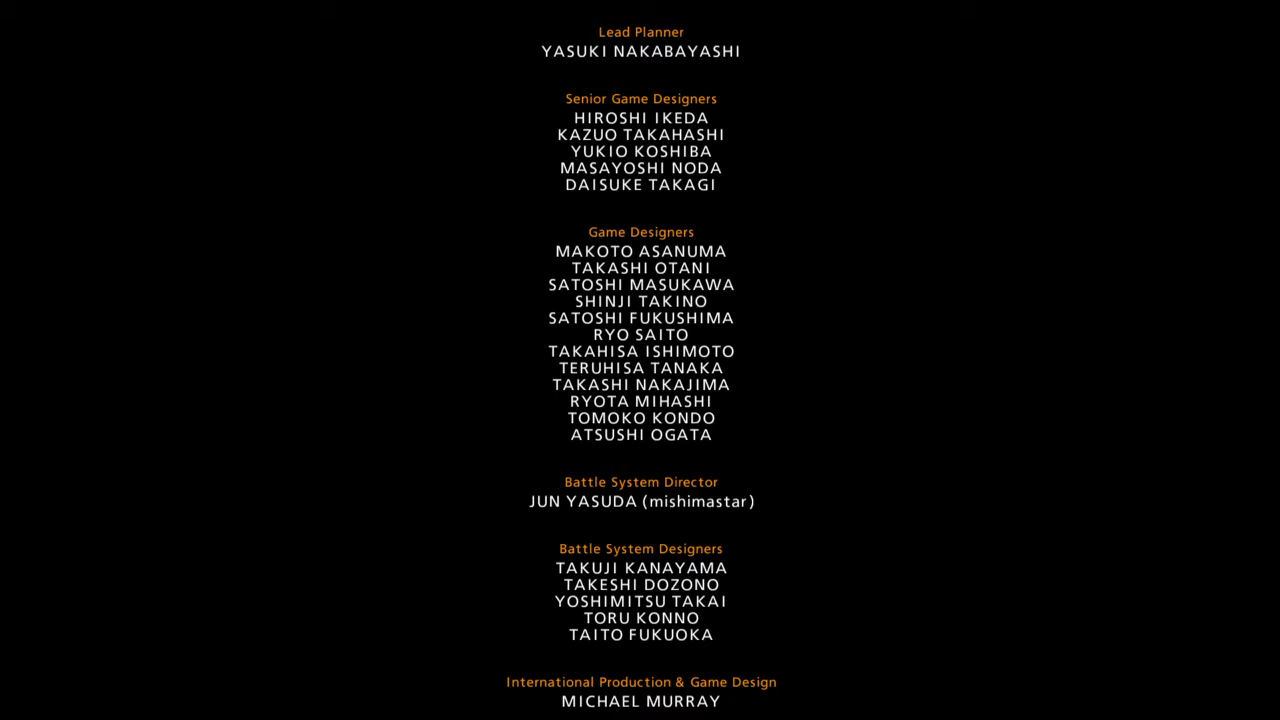 Lead Planner
YASUKI NAKABAYASHI
Senior Game Designers
HIROSHI IKEDA
KAZUO TAKAHASHI
YUKIO KOSHIBA
MASAYOSHI NODA
DAISUKE TAKAGI
Game Designers
MAKOTO ASANUMA
TAKASHI OTANI
SATOSHI MASUKAWA
SHINJI TAKINO
SATOSHI FUKUSHIMA
RYO SAITO
TAKAHISA ISHIMOTO
TERUHISA TANAKA
TAKASHI NAKAJIMA
RYOTA MIHASHI
TOMOKO KONDO
ATSUSHI OGATA
Battle System Director
JUN YASUDA (mishimastar)
Battle System Designers
TAKUJI KANAYAMA
TAKESHI DOZONO
YOSHIMITSU TAKAI
TORU KONNO
TAITO FUKUOKA
International Production & Game Design
MICHAEL MURRAY